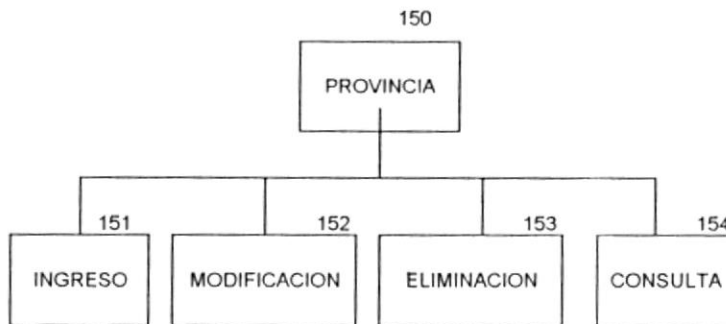 150
PROVINCIA
151
152
153
154
INGRESO
MODIFICACION
ELIMINACION
CONSULTA